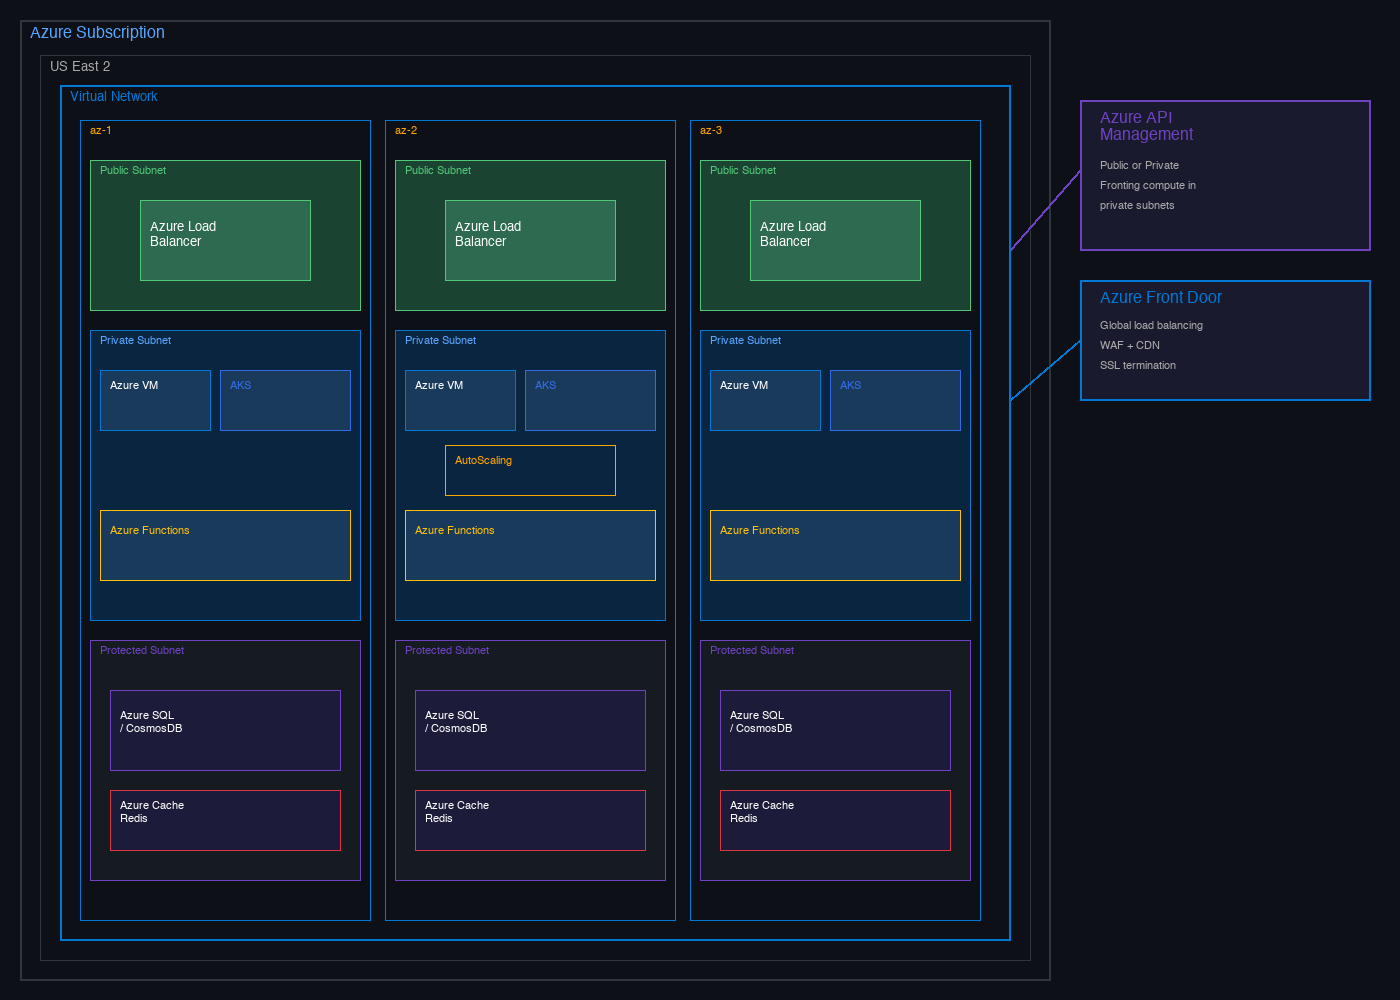 Azure Subscription
US East 2
Virtual Network
az-1
Public Subnet
Azure Load
Balancer
Private Subnet
Azure VM
AKS
Azure Functions
Protected Subnet
Azure SQL
/ CosmosDB
Azure Cache
Redis
az-2
Public Subnet
Azure Load
Balancer
Private Subnet
Azure VM
AKS
AutoScaling
Azure Functions
Protected Subnet
Azure SQL
/ CosmosDB
Azure Cache
Redis
az-3
Public Subnet
Azure Load
Balancer
Private Subnet
Azure VM
AKS
Azure Functions
Protected Subnet
Azure SQL
/ CosmosDB
Azure Cache
Redis
Azure API
Management
Public or Private
Fronting compute in
private subnets
Azure Front Door
Global load balancing
WAF + CDN
SSL termination